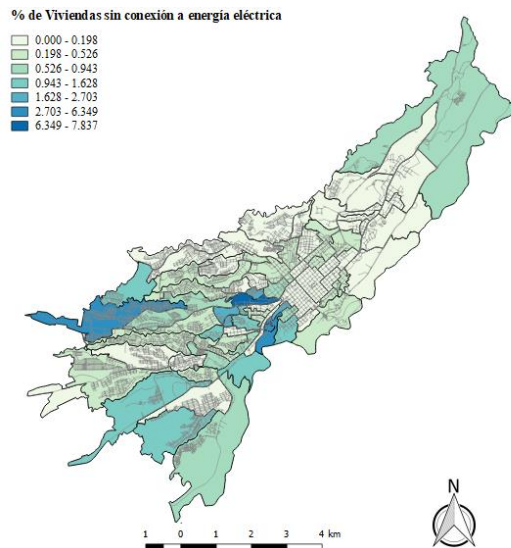 % de Viviendas sin conexión a energía eléctrica
0.000 - 0.198
0.198 - 0.526
0.526 - 0.943
0.943 - 1.628
1.628 - 2.703
2.703 - 6.349
6.349 - 7.837
N
1 0 1 2 3 4 km